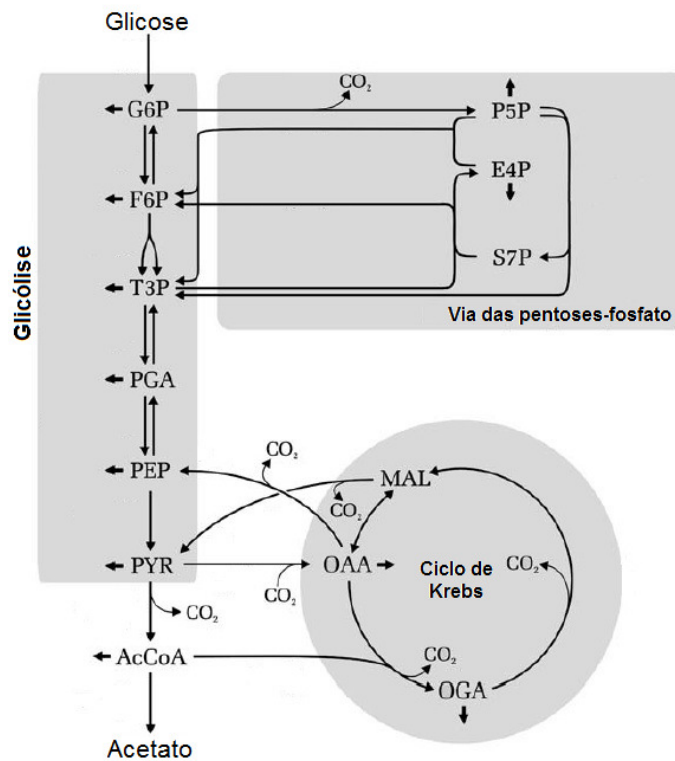 Glicose
CO₂
G6P
P5P
E4P
F6P
S7P
T3P
Glicólise
Via das pentoses-fosfato
PGA
CO₂
PEP
MAL
CO₂
PYR
OAA
Ciclo de
Krebs
CO₂
CO₂
CO₂
AcCoA
CO₂
OGA
Acetato